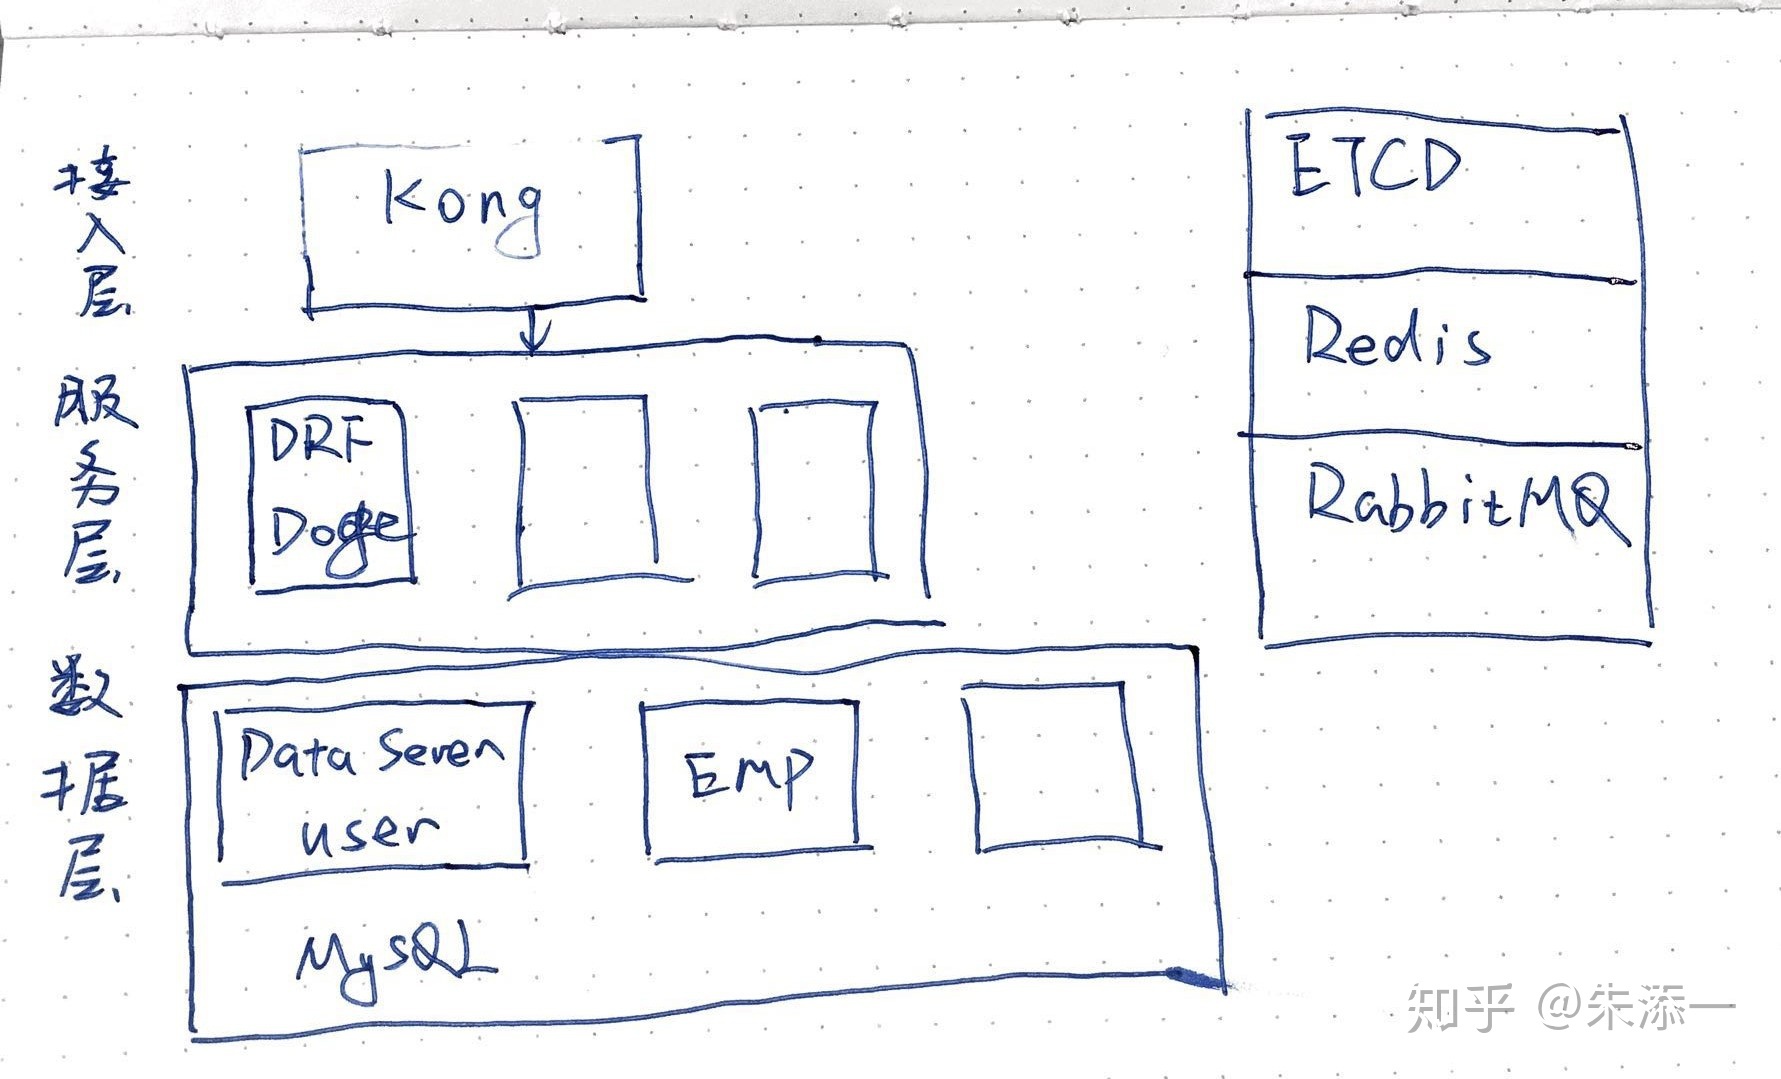 接入层
Kong
服务层
DRF
Doge
数据层
Data Seven
user
EMP
MySQL
ETCD
Redis
RabbitMQ
知乎 @朱添一